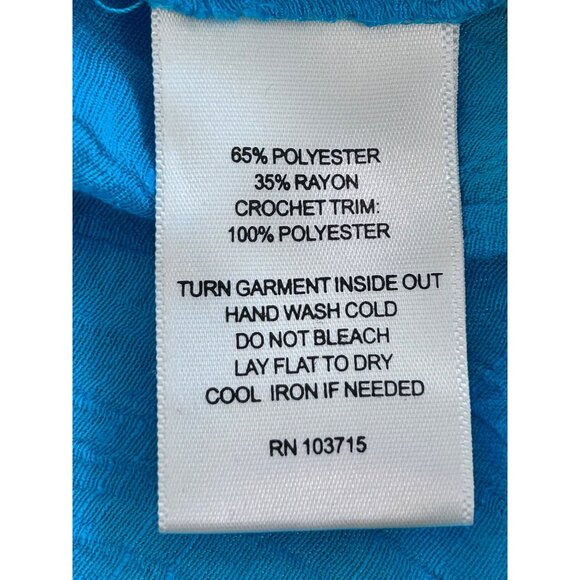 65% POLYESTER
35% RAYON
CROCHET TRIM:
100% POLYESTER
TURN GARMENT INSIDE OUT
HAND WASH COLD
DO NOT BLEACH
LAY FLAT TO DRY
COOL IRON IF NEEDED
RN 103715